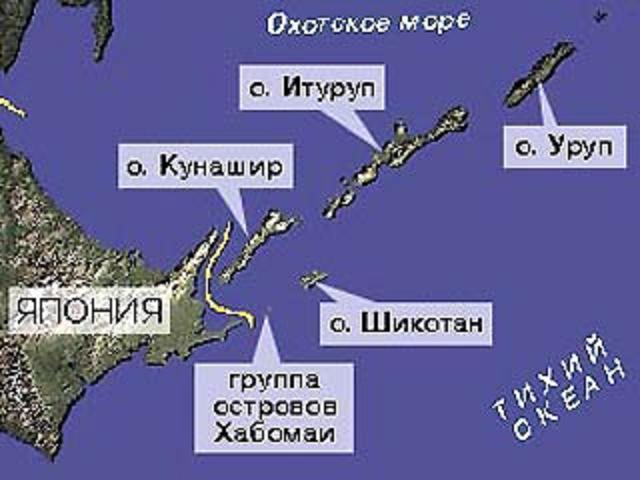 Охотское море
о. Итуруп
о. Уруп
о. Кунашир
ЯПОНИЯ
о. Шикотан
группа
островов
Хабомаи
ТИХИЙ
ОКЕАН